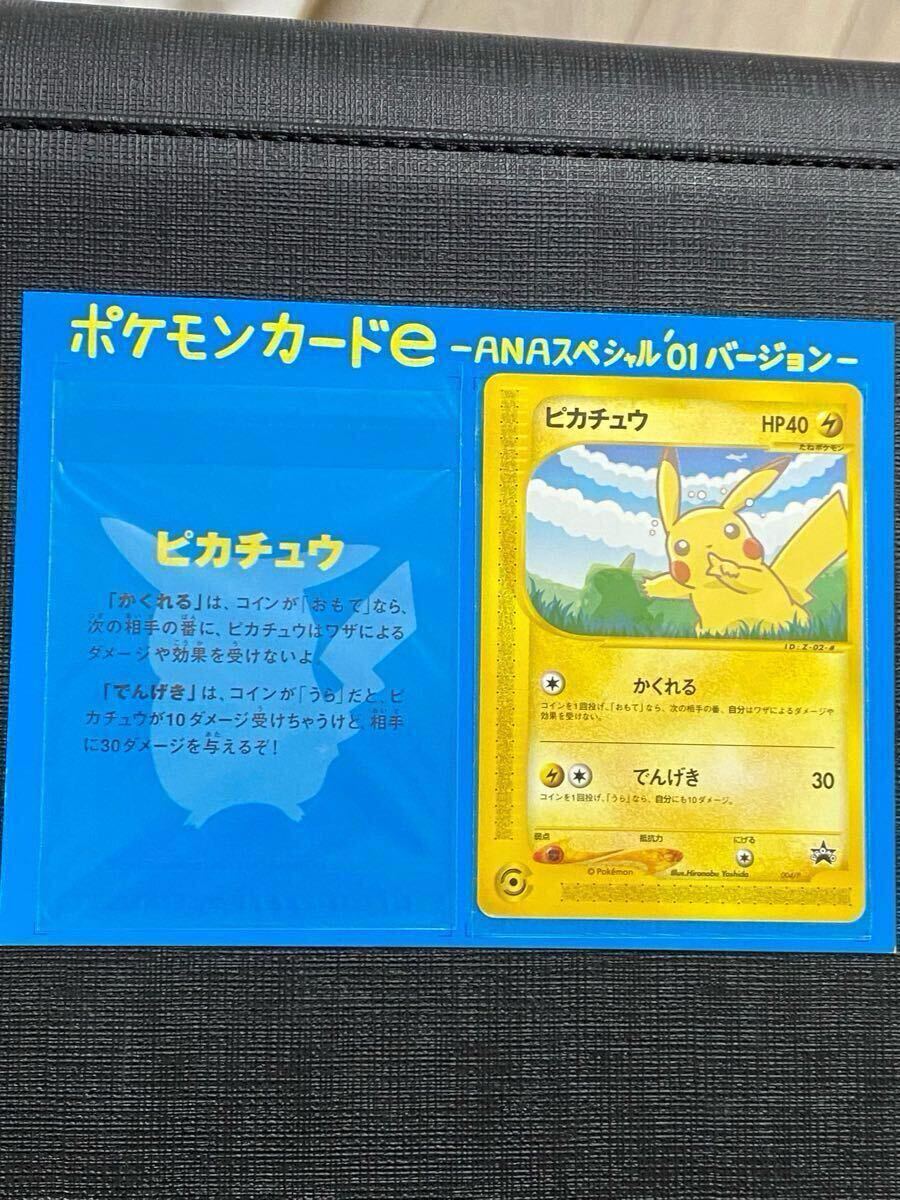 ポケモンカードe -ANAスペシャル'01バージョン-
ピカチュウ
「かくれる」は、コインが「おもて」なら、
次の相手の番に、ピカチュウはワザによる
ダメージや効果を受けないよ。
「でんげき」は、コインが「うら」だと、ピ
カチュウが10ダメージ受けちゃうけど、相手
に30ダメージを与えるぞ!
ピカチュウ HP40
たねポケモン
ID:Z-02-#
かくれる
コインを1回投げ、「おもて」なら、次の相手の番、自分はワザによるダメージや
効果を受けない。
でんげき 30
コインを1回投げ、「うら」なら、自分にも10ダメージ。
弱点 抵抗力 にげる
© Pokémon Illus.Hironobu Yoshida 004/P